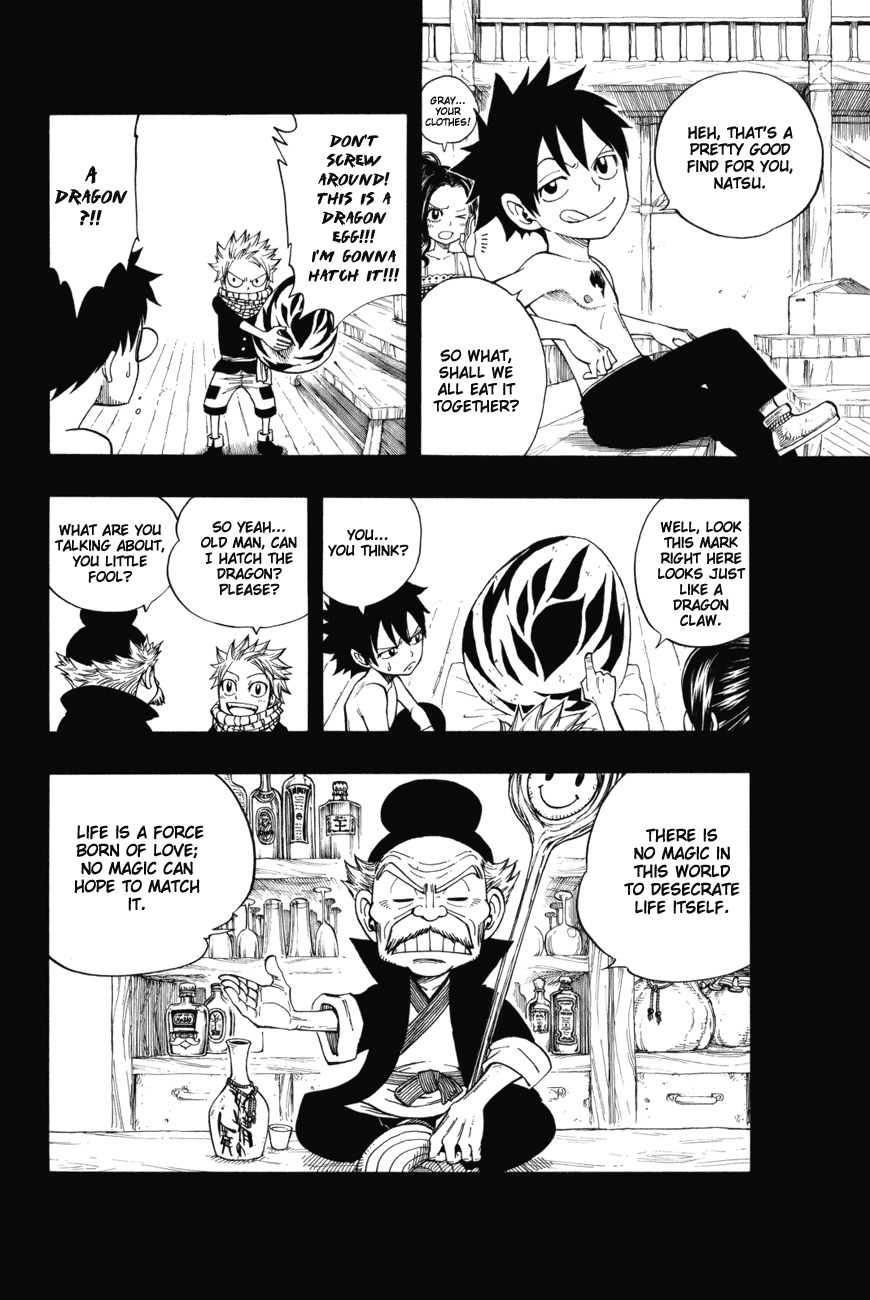 HEH, THAT'S A
PRETTY GOOD
FIND FOR YOU,
NATSU.
GRAY...
YOUR
CLOTHES!
SO WHAT,
SHALL WE
ALL EAT IT
TOGETHER?
DON'T
SCREW
AROUND!
THIS IS A
DRAGON
EGG!!!
I'M GONNA
HATCH IT!!!
A
DRAGON
?!!
WELL, LOOK
THIS MARK
RIGHT HERE
LOOKS JUST
LIKE A
DRAGON
CLAW.
YOU...
YOU THINK?
SO YEAH...
OLD MAN, CAN
I HATCH THE
DRAGON?
PLEASE?
WHAT ARE YOU
TALKING ABOUT,
YOU LITTLE
FOOL?
THERE IS
NO MAGIC IN
THIS WORLD
TO DESECRATE
LIFE ITSELF.
LIFE IS A FORCE
BORN OF LOVE;
NO MAGIC CAN
HOPE TO MATCH
IT.
王